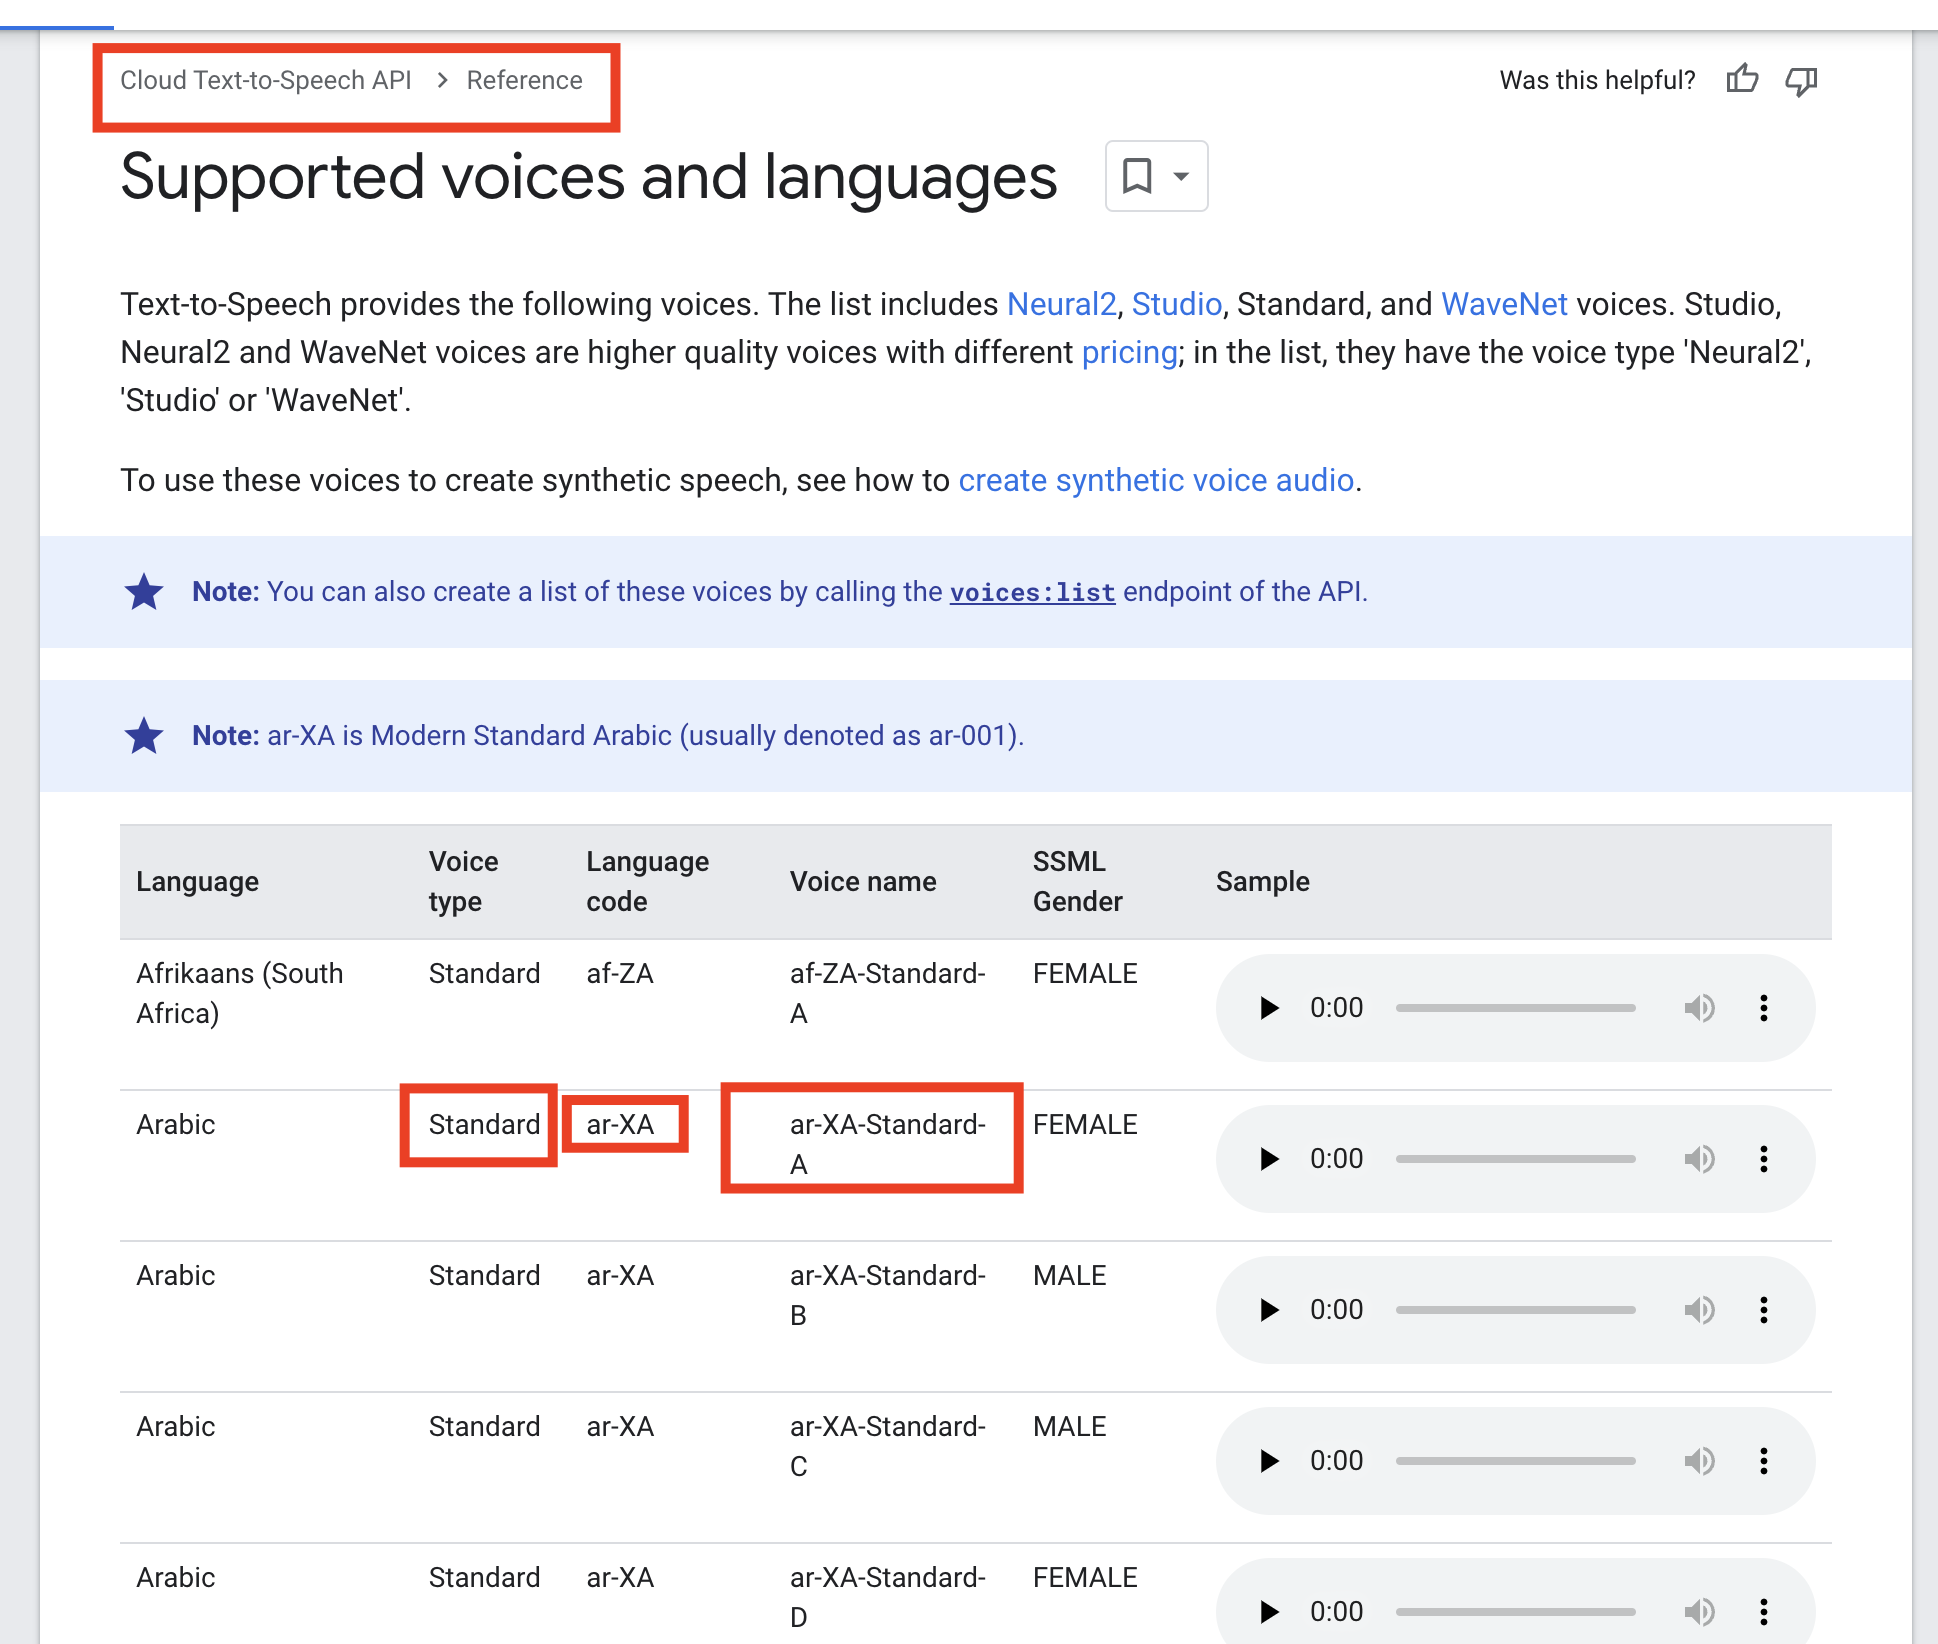 Cloud Text-to-Speech API > Reference
Was this helpful?
Supported voices and languages
Text-to-Speech provides the following voices. The list includes Neural2, Studio, Standard, and WaveNet voices. Studio,
Neural2 and WaveNet voices are higher quality voices with different pricing; in the list, they have the voice type 'Neural2',
'Studio' or 'WaveNet'.
To use these voices to create synthetic speech, see how to create synthetic voice audio.
Note: You can also create a list of these voices by calling the voices:list endpoint of the API.
Note: ar-XA is Modern Standard Arabic (usually denoted as ar-001).
Language Voice type Language code Voice name SSML Gender Sample
Afrikaans (South Africa) Standard af-ZA af-ZA-Standard-A FEMALE 0:00
Arabic Standard ar-XA ar-XA-Standard-A FEMALE 0:00
Arabic Standard ar-XA ar-XA-Standard-B MALE 0:00
Arabic Standard ar-XA ar-XA-Standard-C MALE 0:00
Arabic Standard ar-XA ar-XA-Standard-D FEMALE 0:00